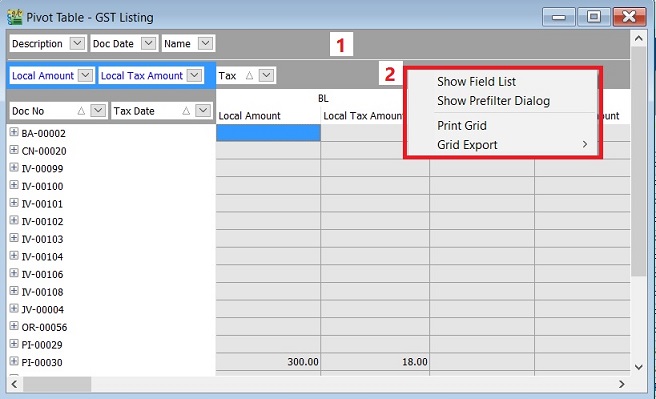 Pivot Table - GST Listing
Description Doc Date Name 1
Local Amount Local Tax Amount Tax 2
Show Field List
Show Prefilter Dialog
Print Grid
Grid Export
Doc No Tax Date
BL
Local Amount Local Tax Amount
BA-00002
CN-00020
IV-00099
IV-00100
IV-00101
IV-00102
IV-00103
IV-00104
IV-00106
IV-00108
JV-00004
OR-00056
PI-00029
PI-00030 300.00 18.00